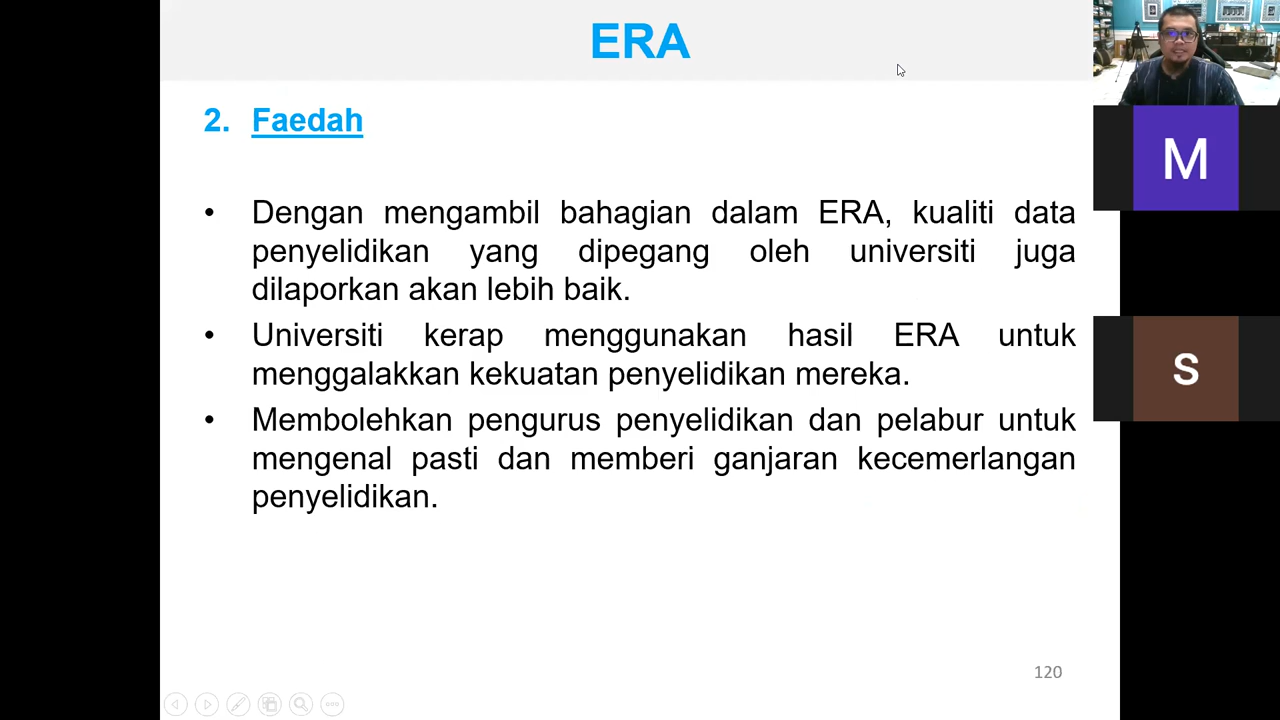 ERA
2. Faedah
• Dengan mengambil bahagian dalam ERA, kualiti data
penyelidikan yang dipegang oleh universiti juga
dilaporkan akan lebih baik.
• Universiti kerap menggunakan hasil ERA untuk
menggalakkan kekuatan penyelidikan mereka.
• Membolehkan pengurus penyelidikan dan pelabur untuk
mengenal pasti dan memberi ganjaran kecemerlangan
penyelidikan.
120
M
S